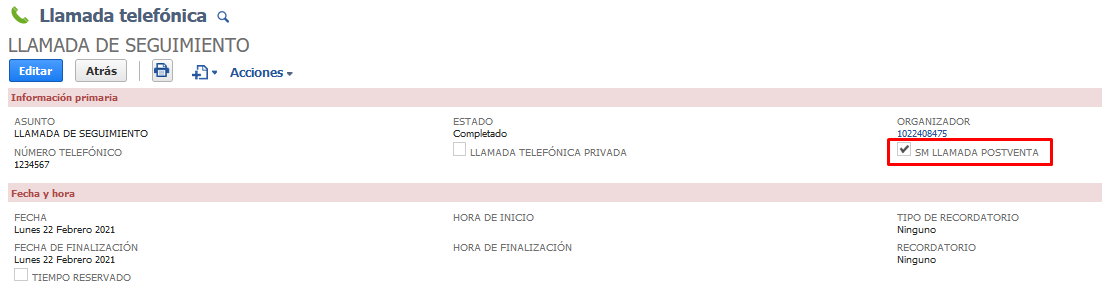 Llamada telefónica
LLAMADA DE SEGUIMIENTO
Editar Atrás Acciones
Información primaria
ASUNTO ESTADO ORGANIZADOR
LLAMADA DE SEGUIMIENTO Completado 1022408475
NÚMERO TELEFÓNICO LLAMADA TELEFÓNICA PRIVADA SM LLAMADA POSTVENTA
1234567
Fecha y hora
FECHA HORA DE INICIO TIPO DE RECORDATORIO
Lunes 22 Febrero 2021 Ninguno
FECHA DE FINALIZACIÓN HORA DE FINALIZACIÓN RECORDATORIO
Lunes 22 Febrero 2021 Ninguno
TIEMPO RESERVADO